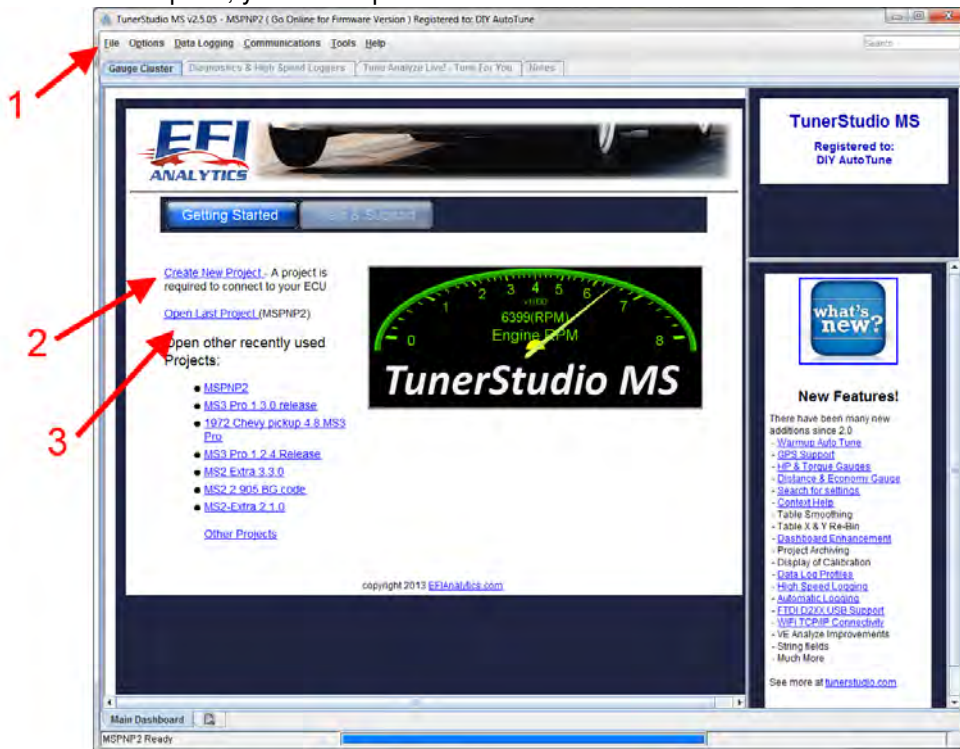 TunerStudio MS v2.5.05 - MSPNP2 ( Go Online for Firmware Version ) Registered to: DIY AutoTune
File Options Data Logging Communications Tools Help
Search
Gauge Cluster Diagnostics & High Speed Loggers Tune Analyze Live! - Tune For You Notes
1
EFI
ANALYTICS
TunerStudio MS
Registered to:
DIY AutoTune
Getting Started
Create New Project - A project is
required to connect to your ECU
Open Last Project (MSPNP2)
2
Open other recently used
Projects:
3
MSPNP2
MS3 Pro 1.3.0 release
1972 Chevy pickup 4.8 MS3
Pro
MS3 Pro 1.2.4 Release
MS2 Extra 3.3.0
MS2 2.905 BG code
MS2-Extra 2.1.0
Other Projects
0 1 2 3 4 5 6 7 8
x1000
6399(RPM)
Engine RPM
TunerStudio MS
copyright 2013 EFIAnalytics.com
what's
new?
New Features!
There have been many new
additions since 2.0
- Warmup Auto Tune
- GPS Support
- HP & Torque Gauges
- Distance & Economy Gauge
- Search for settings
- Context Help
- Table Smoothing
- Table X & Y Re-Bin
- Dashboard Enhancement
- Project Archiving
- Display of Calibration
- Data Log Profiles
- High Speed Logging
- Automatic Logging
- FTDI D2XX USB Support
- WiFi TCP/IP Connectivity
- VE Analyze Improvements
- String fields
- Much More
See more at tunerstudio.com
Main Dashboard
MSPNP2 Ready